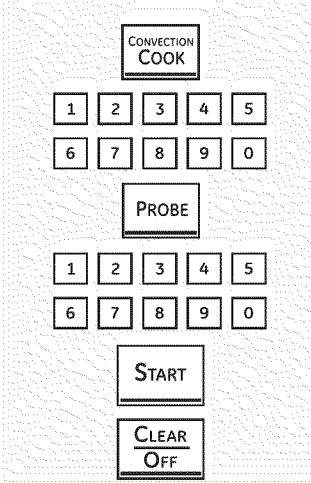 CONVECTION
COOK
1 2 3 4 5
6 7 8 9 0
PROBE
1 2 3 4 5
6 7 8 9 0
START
CLEAR
OFF